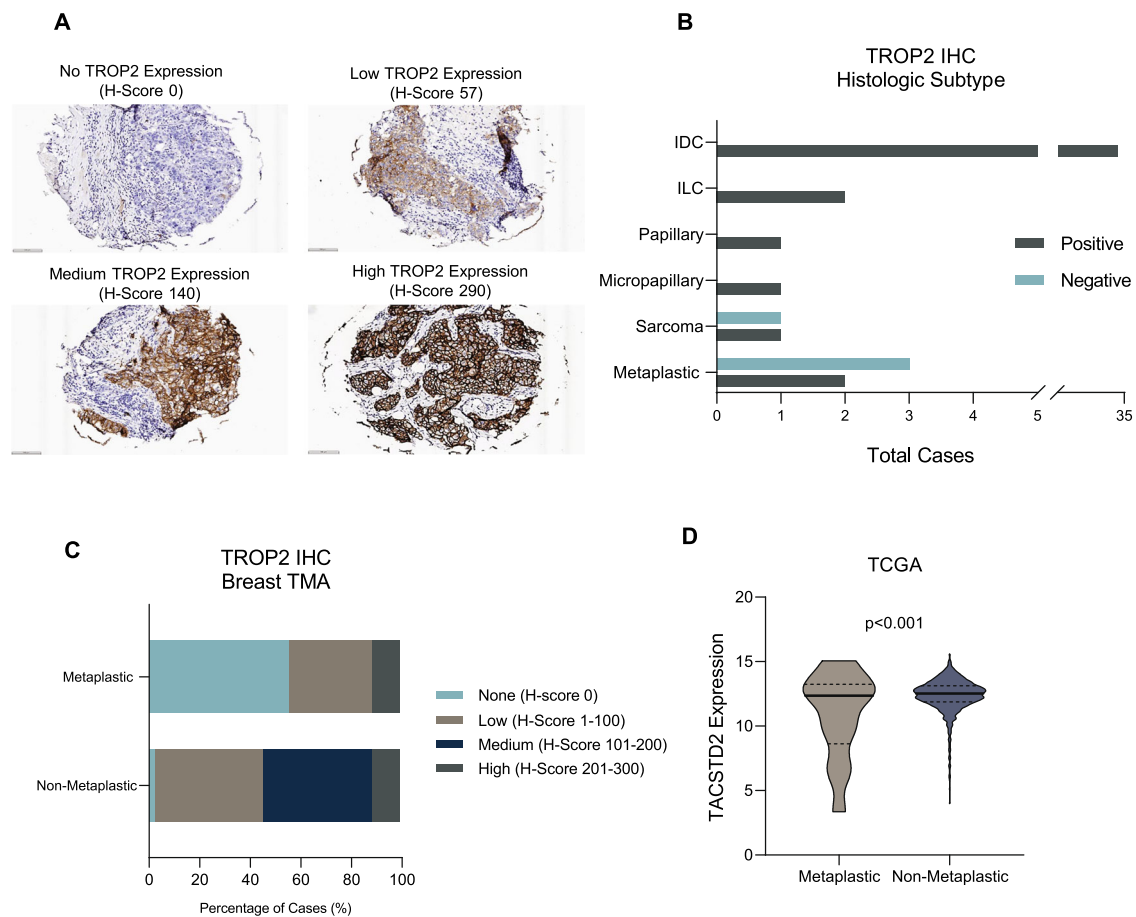 A
No TROP2 Expression
(H-Score 0)
Low TROP2 Expression
(H-Score 57)
Medium TROP2 Expression
(H-Score 140)
High TROP2 Expression
(H-Score 290)
B
TROP2 IHC
Histologic Subtype
IDC
ILC
Papillary
Micropapillary
Sarcoma
Metaplastic
0
1
2
3
4
5
35
Total Cases
Positive
Negative
C
TROP2 IHC
Breast TMA
Metaplastic
Non-Metaplastic
0
20
40
60
80
100
Percentage of Cases (%)
None (H-score 0)
Low (H-Score 1-100)
Medium (H-Score 101-200)
High (H-Score 201-300)
D
TCGA
p<0.001
TACSTD2 Expression
20
15
10
5
0
Metaplastic
Non-Metaplastic